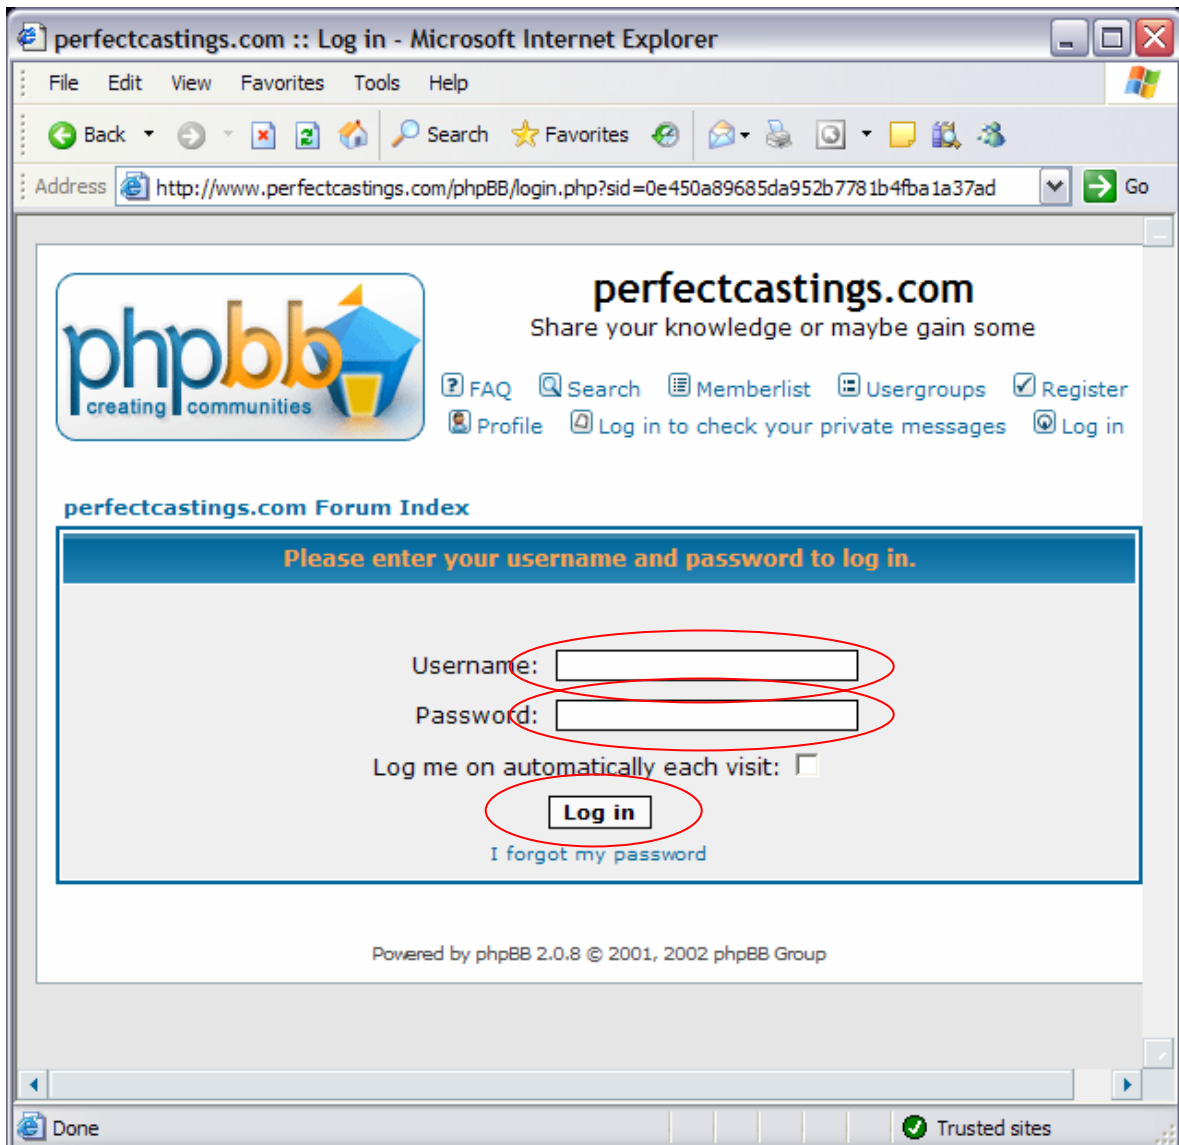 perfectcastings.com :: Log in - Microsoft Internet Explorer
File Edit View Favorites Tools Help
Back Search Favorites
Address http://www.perfectcastings.com/phpBB/login.php?sid=0e450a89685da952b7781b4fba1a37ad Go
phpbb
creating communities
perfectcastings.com
Share your knowledge or maybe gain some
FAQ Search Memberlist Usergroups Register
Profile Log in to check your private messages Log in
perfectcastings.com Forum Index
Please enter your username and password to log in.
Username:
Password:
Log me on automatically each visit:
Log in
I forgot my password
Powered by phpBB 2.0.8 © 2001, 2002 phpBB Group
Done Trusted sites